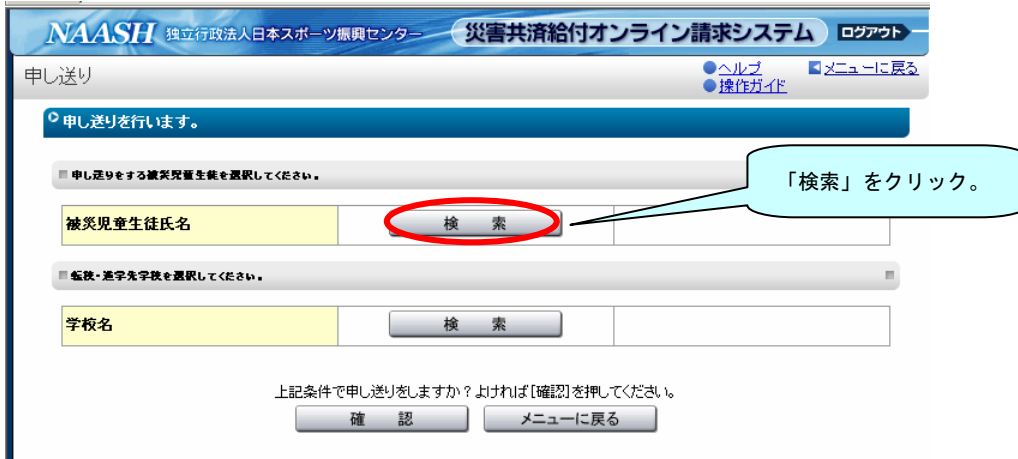 NAASH 独立行政法人日本スポーツ振興センター 災害共済給付オンライン請求システム ログアウト
申し送り ヘルプ メニューに戻る
操作ガイド
申し送りを行います。
申し送りをする被災児童生徒を選択してください。
「検索」をクリック。
被災児童生徒氏名 検 索
転校・進学先学校を選択してください。
学校名 検 索
上記条件で申し送りをしますか？よければ[確認]を押してください。
確 認 メニューに戻る